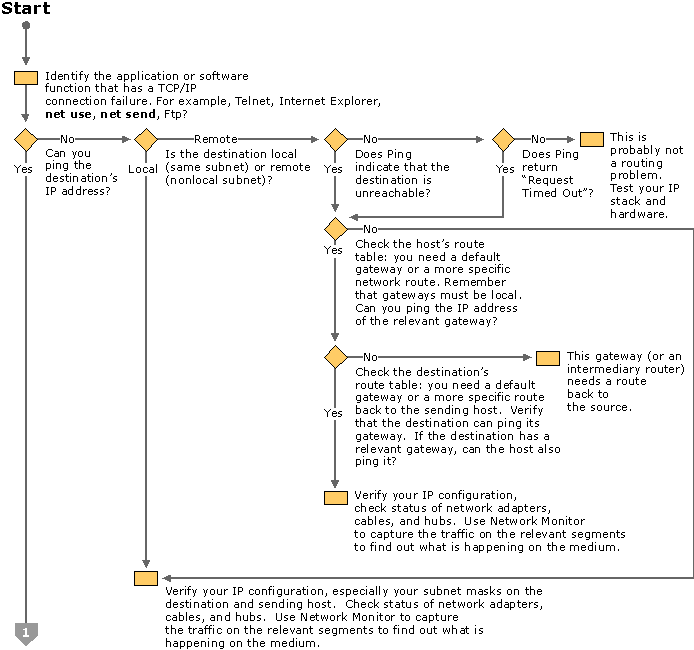 Start
Identify the application or software
function that has a TCP/IP
connection failure. For example, Telnet, Internet Explorer,
net use, net send, Ftp?
No
Yes
Can you
ping the
destination's
IP address?
Remote
Local
Is the destination local
(same subnet) or remote
(nonlocal subnet)?
No
Yes
Does Ping
indicate that the
destination is
unreachable?
No
Yes
Does Ping
return
“Request
Timed Out”?
This is
probably not
a routing
problem.
Test your IP
stack and
hardware.
No
Yes
Check the host's route
table: you need a default
gateway or a more specific
network route. Remember
that gateways must be local.
Can you ping the IP address
of the relevant gateway?
No
Yes
Check the destination's
route table: you need a default
gateway or a more specific route
back to the sending host. Verify
that the destination can ping its
gateway. If the destination has a
relevant gateway, can the host also
ping it?
This gateway (or an
intermediary router)
needs a route
back to
the source.
Verify your IP configuration,
check status of network adapters,
cables, and hubs. Use Network Monitor
to capture the traffic on the relevant segments
to find out what is happening on the medium.
Verify your IP configuration, especially your subnet masks on the
destination and sending host. Check status of network adapters,
cables, and hubs. Use Network Monitor to capture
the traffic on the relevant segments to find out what is
happening on the medium.
1